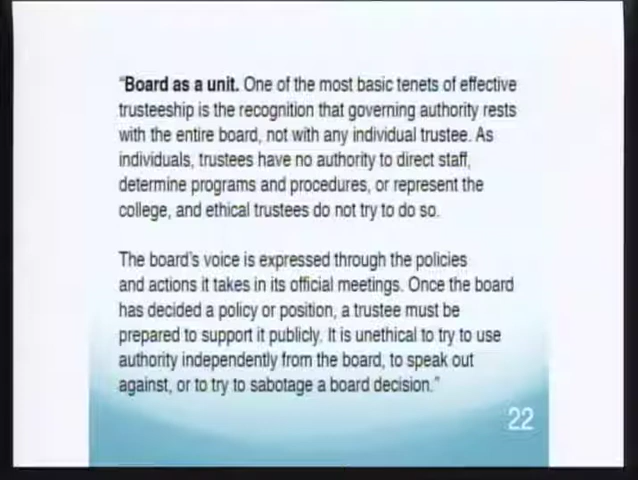 “Board as a unit. One of the most basic tenets of effective
trusteeship is the recognition that governing authority rests
with the entire board, not with any individual trustee. As
individuals, trustees have no authority to direct staff,
determine programs and procedures, or represent the
college, and ethical trustees do not try to do so.
The board's voice is expressed through the policies
and actions it takes in its official meetings. Once the board
has decided a policy or position, a trustee must be
prepared to support it publicly. It is unethical to try to use
authority independently from the board, to speak out
against, or to try to sabotage a board decision.”
22